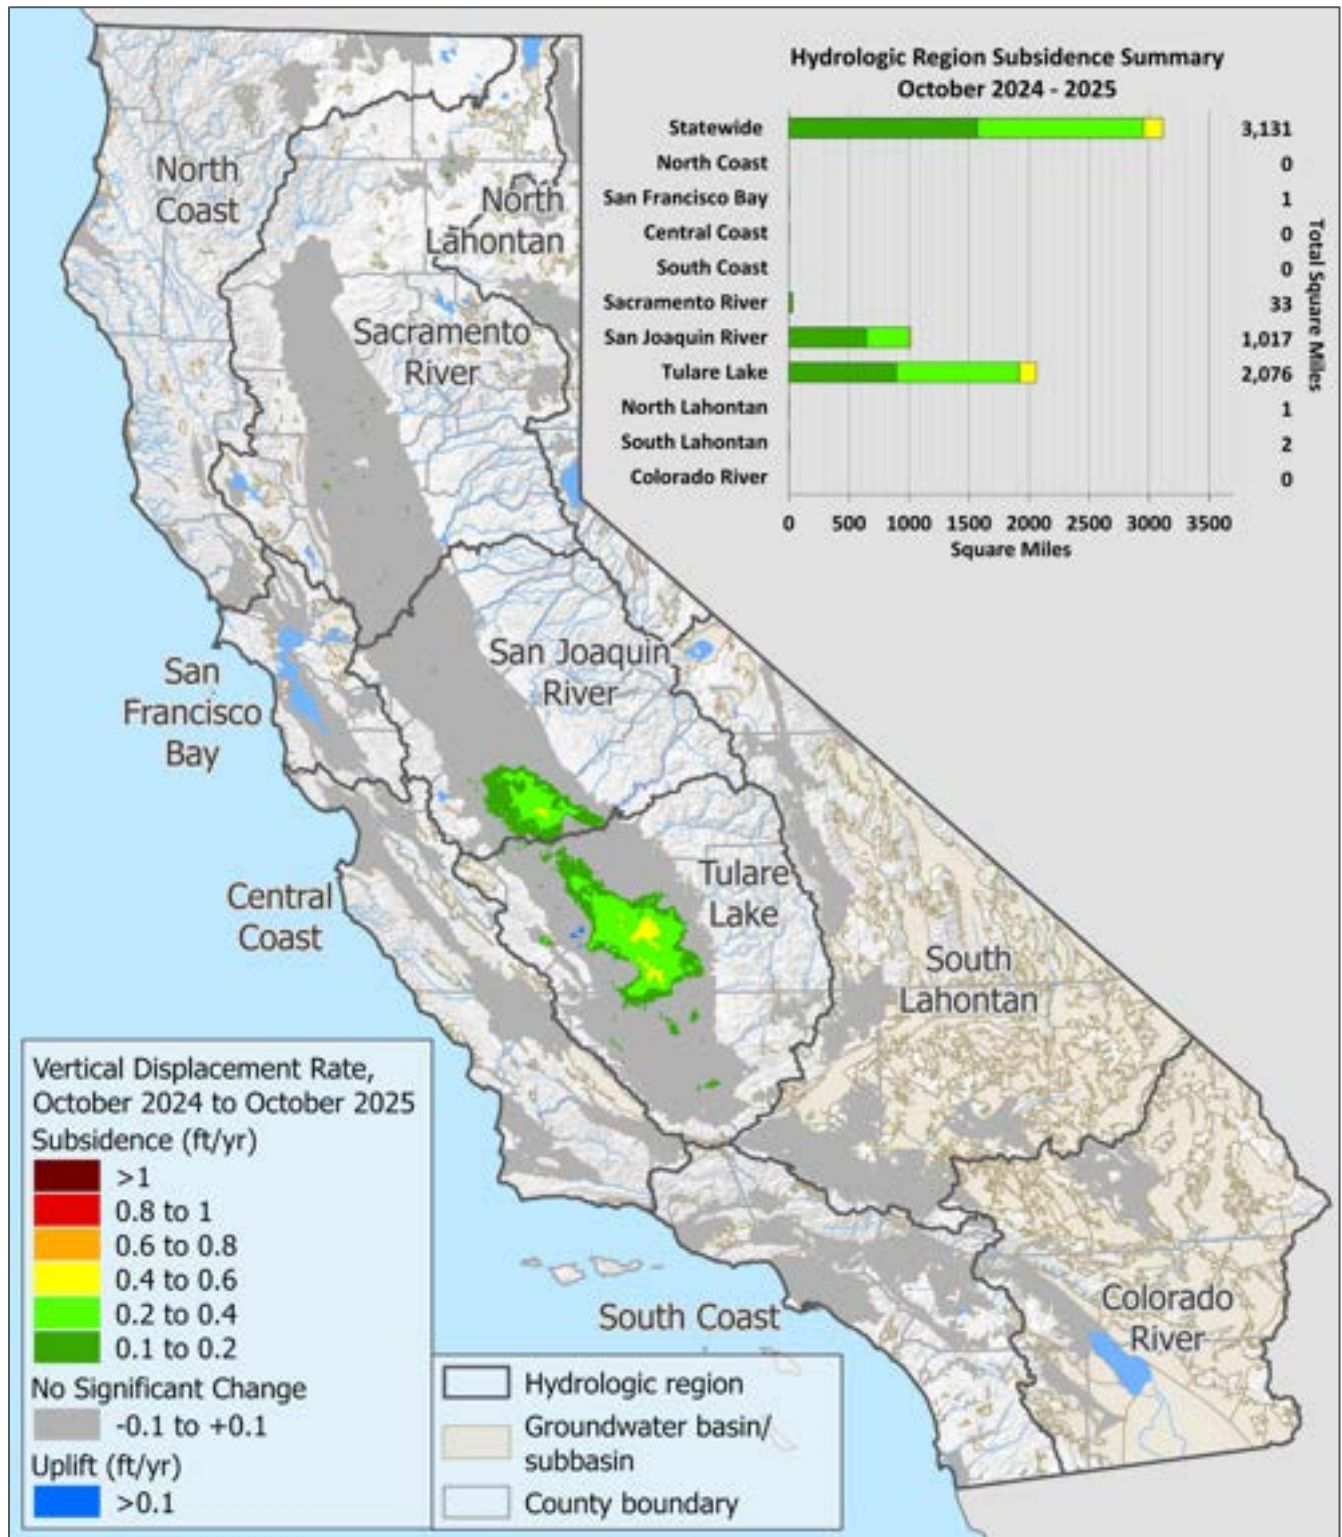 Hydrologic Region Subsidence Summary
October 2024 - 2025
Statewide 3,131
North Coast 0
San Francisco Bay 1
Central Coast 0
South Coast 0
Sacramento River 33
San Joaquin River 1,017
Tulare Lake 2,076
North Lahontan 1
South Lahontan 2
Colorado River 0
Total Square Miles
0 500 1000 1500 2000 2500 3000 3500
Square Miles
North
Coast
North
Lahontan
Sacramento
River
San Joaquin
River
San
Francisco
Bay
Tulare
Lake
Central
Coast
South
Lahontan
South Coast
Colorado
River
Vertical Displacement Rate,
October 2024 to October 2025
Subsidence (ft/yr)
>1
0.8 to 1
0.6 to 0.8
0.4 to 0.6
0.2 to 0.4
0.1 to 0.2
No Significant Change
-0.1 to +0.1
Uplift (ft/yr)
>0.1
Hydrologic region
Groundwater basin/
subbasin
County boundary